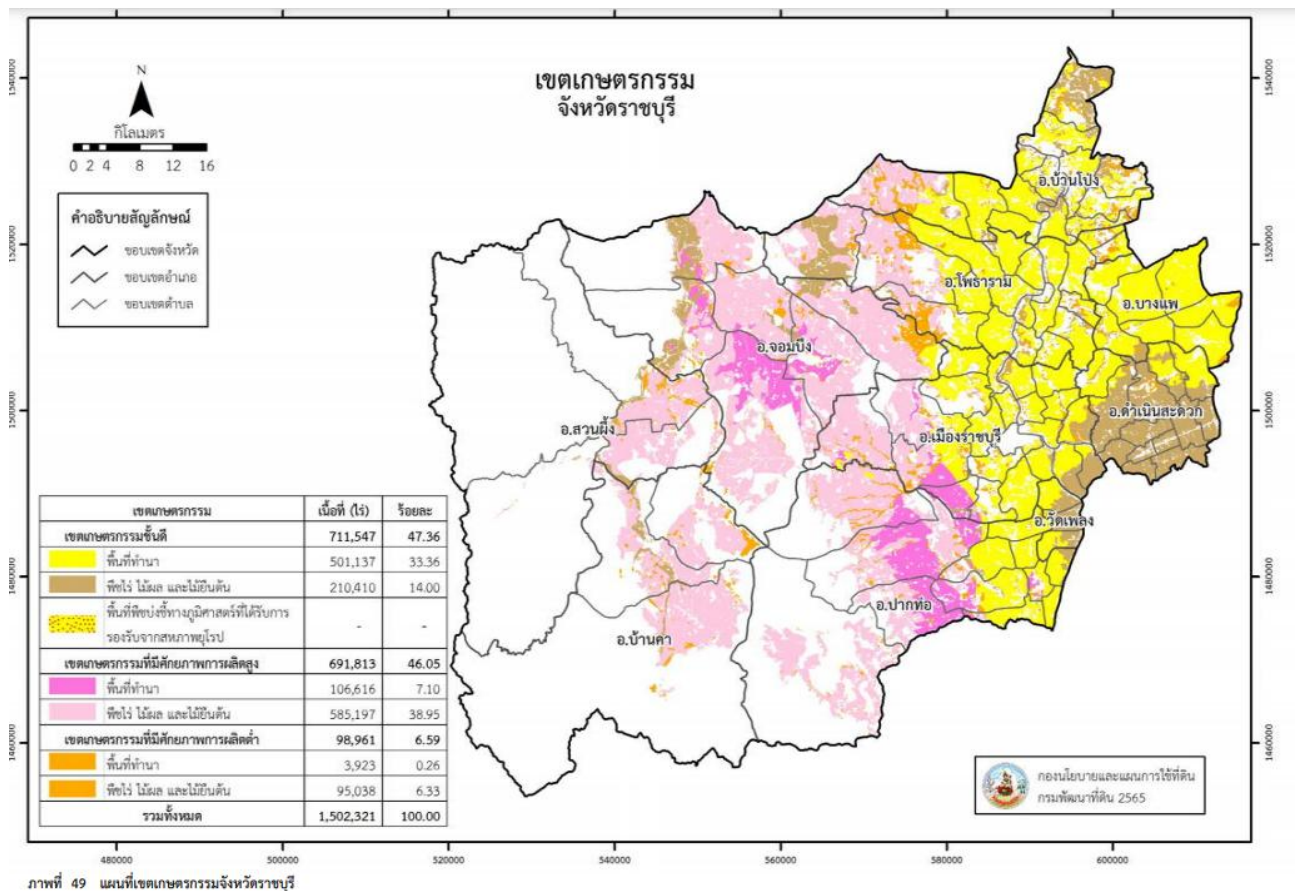 เขตเกษตรกรรม
จังหวัดราชบุรี
N
กิโลเมตร
0 2 4 8 12 16
คำอธิบายสัญลักษณ์
ขอบเขตจังหวัด
ขอบเขตอำเภอ
ขอบเขตตำบล
อ.บ้านโป่ง
อ.โพธาราม
อ.บางแพ
อ.จอมบึง
อ.ดำเนินสะดวก
อ.สวนผึ้ง
อ.เมืองราชบุรี
อ.วัดเพลง
อ.ปากท่อ
อ.บ้านคา
เขตเกษตรกรรม เนื้อที่ (ไร่) ร้อยละ
เขตเกษตรกรรมชั้นดี 711,547 47.36
พื้นที่ทำนา 501,137 33.36
พืชไร่ ไม้ผล และไม้ยืนต้น 210,410 14.00
พื้นที่พืชบ่งชี้ทางภูมิศาสตร์ที่ได้รับการ - -
รองรับจากสหภาพยุโรป
เขตเกษตรกรรมที่มีศักยภาพการผลิตสูง 691,813 46.05
พื้นที่ทำนา 106,616 7.10
พืชไร่ ไม้ผล และไม้ยืนต้น 585,197 38.95
เขตเกษตรกรรมที่มีศักยภาพการผลิตต่ำ 98,961 6.59
พื้นที่ทำนา 3,923 0.26
พืชไร่ ไม้ผล และไม้ยืนต้น 95,038 6.33
รวมทั้งหมด 1,502,321 100.00
กองนโยบายและแผนการใช้ที่ดิน
กรมพัฒนาที่ดิน 2565
1540000
1520000
1500000
1480000
1460000
1540000
1520000
1500000
1480000
1460000
480000 500000 520000 540000 560000 580000 600000
ภาพที่ 49 แผนที่เขตเกษตรกรรมจังหวัดราชบุรี